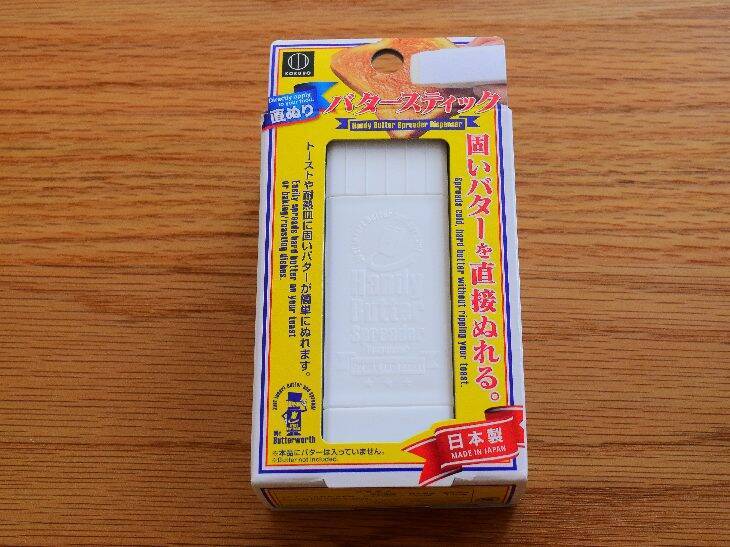 KOKUBO
Directly apply
to your food.
直ぬり
バタースティック
Handy Butter Spreader Dispenser
固いバターを直接ぬれる。
Spreads cold, hard butter without ripping your toast.
トーストや耐熱皿に固いバターが簡単にぬれます。
Easily spreads hard butter on your toast
or baking/roasting dishes.
Handy
Butterworth
※本品にバターは入っていません。
※Butter not included.
日本製
MADE IN JAPAN